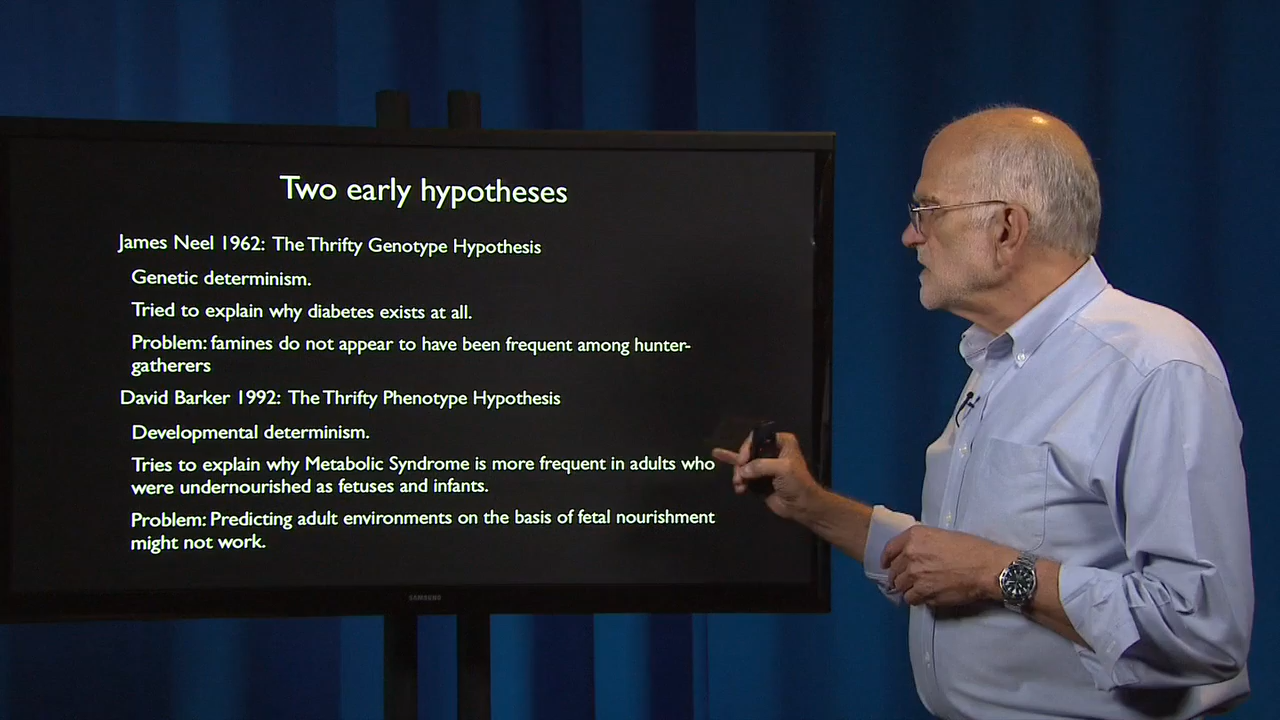 Two early hypotheses
James Neel 1962: The Thrifty Genotype Hypothesis
Genetic determinism.
Tried to explain why diabetes exists at all.
Problem: famines do not appear to have been frequent among hunter-
gatherers
David Barker 1992: The Thrifty Phenotype Hypothesis
Developmental determinism.
Tries to explain why Metabolic Syndrome is more frequent in adults who
were undernourished as fetuses and infants.
Problem: Predicting adult environments on the basis of fetal nourishment
might not work.
SAMSUNG